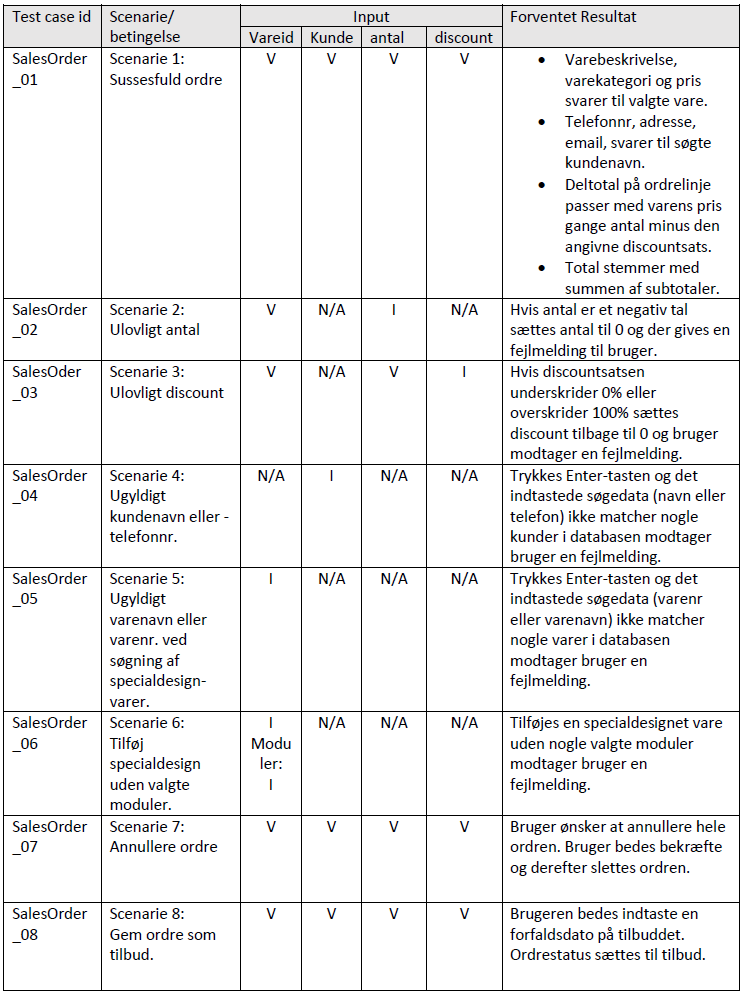 Test case id
Scenarie/
betingelse
Input
Forventet Resultat
Vareid
Kunde
antal
discount
SalesOrder
_01
Scenarie 1:
Sussesfuld ordre
V
V
V
V
• Varebeskrivelse,
varekategori og pris
svarer til valgte vare.
• Telefonnr, adresse,
email, svarer til søgte
kundenavn.
• Deltotal på ordrelinje
passer med varens pris
gange antal minus den
angivne discountsats.
• Total stemmer med
summen af subtotaler.
SalesOrder
_02
Scenarie 2:
Ulovligt antal
V
N/A
I
N/A
Hvis antal er et negativ tal
sættes antal til 0 og der gives en
fejlmelding til bruger.
SalesOder
_03
Scenarie 3:
Ulovligt discount
V
N/A
V
I
Hvis discountsatsen
underskrider 0% eller
overskrider 100% sættes
discount tilbage til 0 og bruger
modtager en fejlmelding.
SalesOrder
_04
Scenarie 4:
Ugyldigt
kundenavn eller -
telefonnr.
N/A
I
N/A
N/A
Trykkes Enter-tasten og det
indtastede søgedata (navn eller
telefon) ikke matcher nogle
kunder i databasen modtager
bruger en fejlmelding.
SalesOrder
_05
Scenarie 5:
Ugyldigt
varenavn eller
varenr. ved
søgning af
specialdesign-
varer.
I
N/A
N/A
N/A
Trykkes Enter-tasten og det
indtastede søgedata (varenr
eller varenavn) ikke matcher
nogle varer i databasen
modtager bruger en
fejlmelding.
SalesOrder
_06
Scenarie 6:
Tilføj
specialdesign
uden valgte
moduler.
I
Modu
ler:
I
N/A
N/A
N/A
Tilføjes en specialdesignet vare
uden nogle valgte moduler
modtager bruger en
fejlmelding.
SalesOrder
_07
Scenarie 7:
Annullere ordre
V
V
V
V
Bruger ønsker at annullere hele
ordren. Bruger bedes bekræfte
og derefter slettes ordren.
SalesOrder
_08
Scenarie 8:
Gem ordre som
tilbud.
V
V
V
V
Brugeren bedes indtaste en
forfaldsdato på tilbuddet.
Ordrestatus sættes til tilbud.